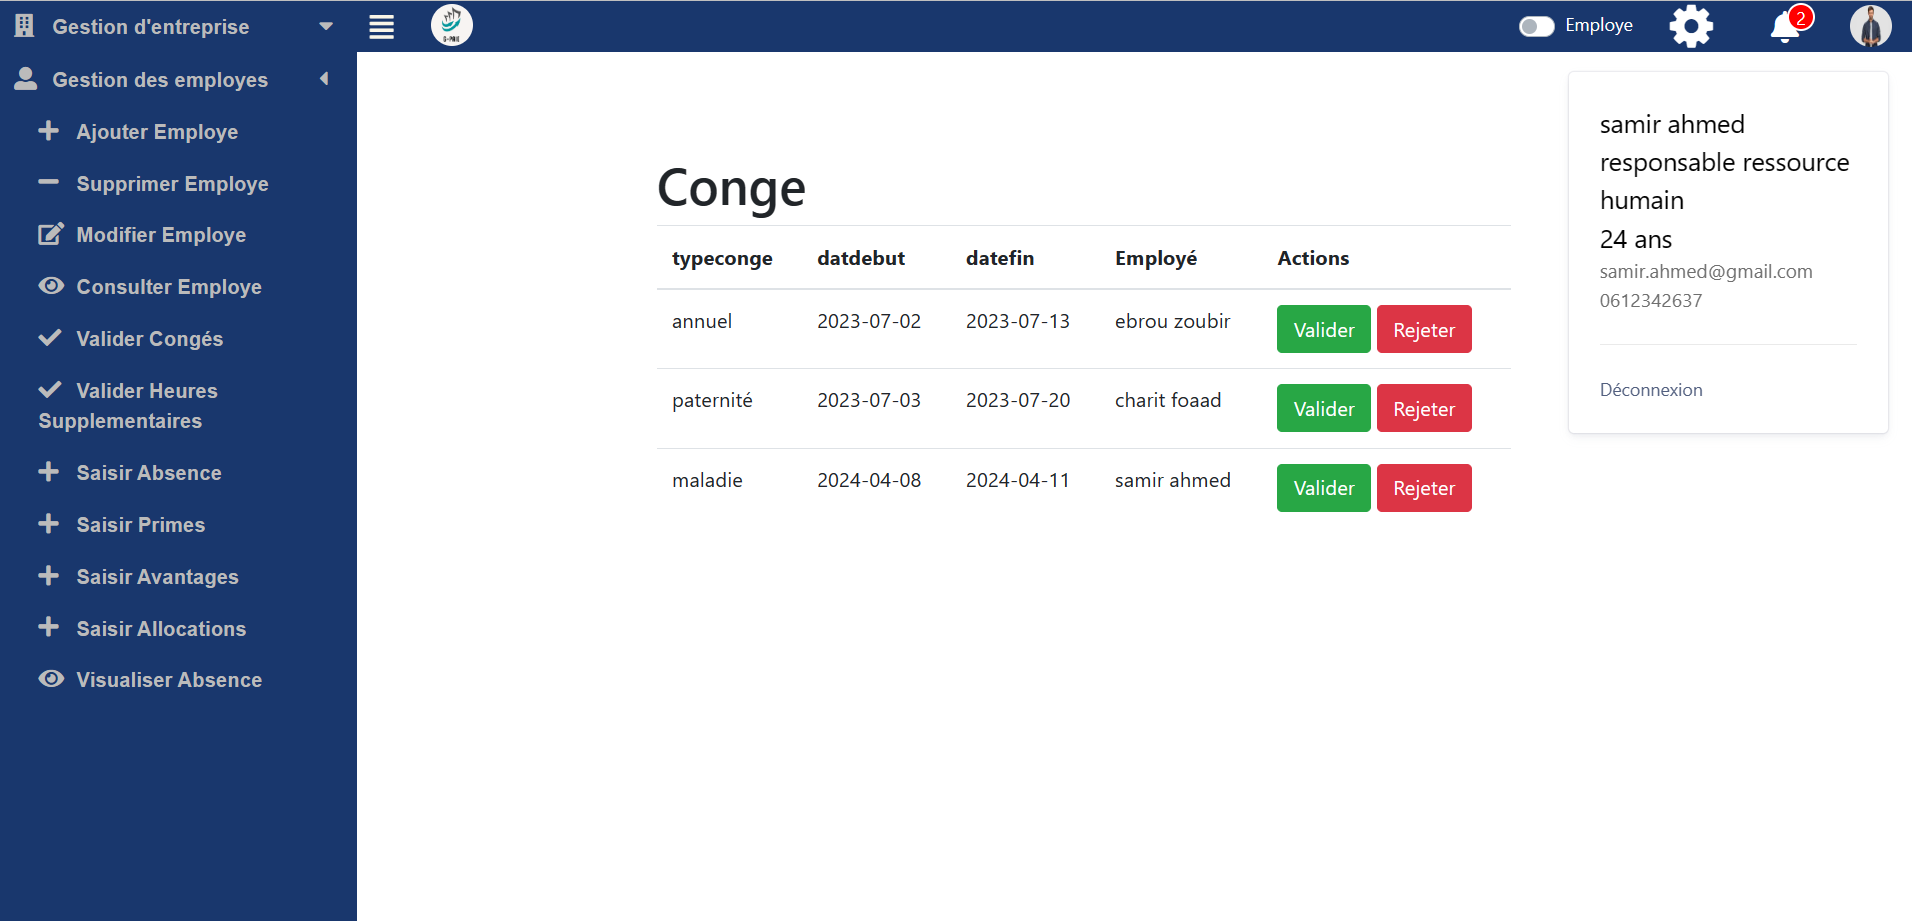 Gestion d'entreprise
Gestion des employes
Ajouter Employe
Supprimer Employe
Modifier Employe
Consulter Employe
Valider Congés
Valider Heures
Supplementaires
Saisir Absence
Saisir Primes
Saisir Avantages
Saisir Allocations
Visualiser Absence
Employe
2
Conge
typeconge datdebut datefin Employé Actions
annuel 2023-07-02 2023-07-13 ebrou zoubir Valider Rejeter
paternité 2023-07-03 2023-07-20 charit foaad Valider Rejeter
maladie 2024-04-08 2024-04-11 samir ahmed Valider Rejeter
samir ahmed
responsable ressource
humain
24 ans
samir.ahmed@gmail.com
0612342637
Déconnexion